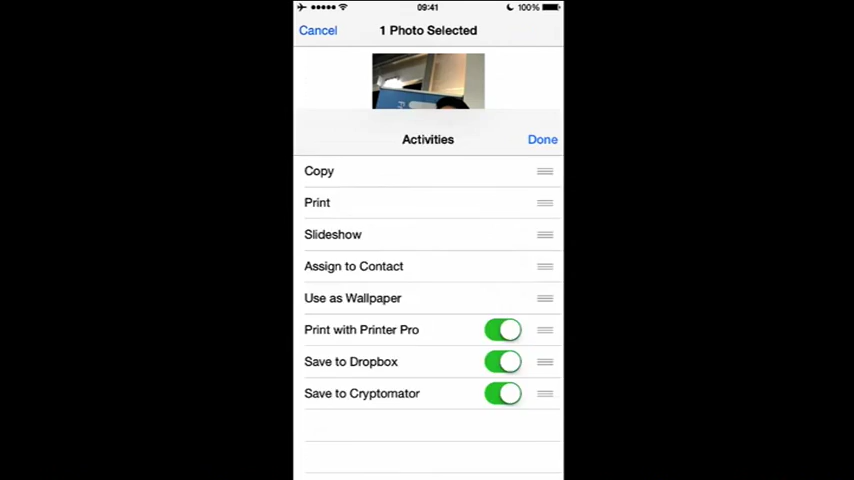 09:41 100%
Cancel 1 Photo Selected
Activities Done
Copy
Print
Slideshow
Assign to Contact
Use as Wallpaper
Print with Printer Pro
Save to Dropbox
Save to Cryptomator